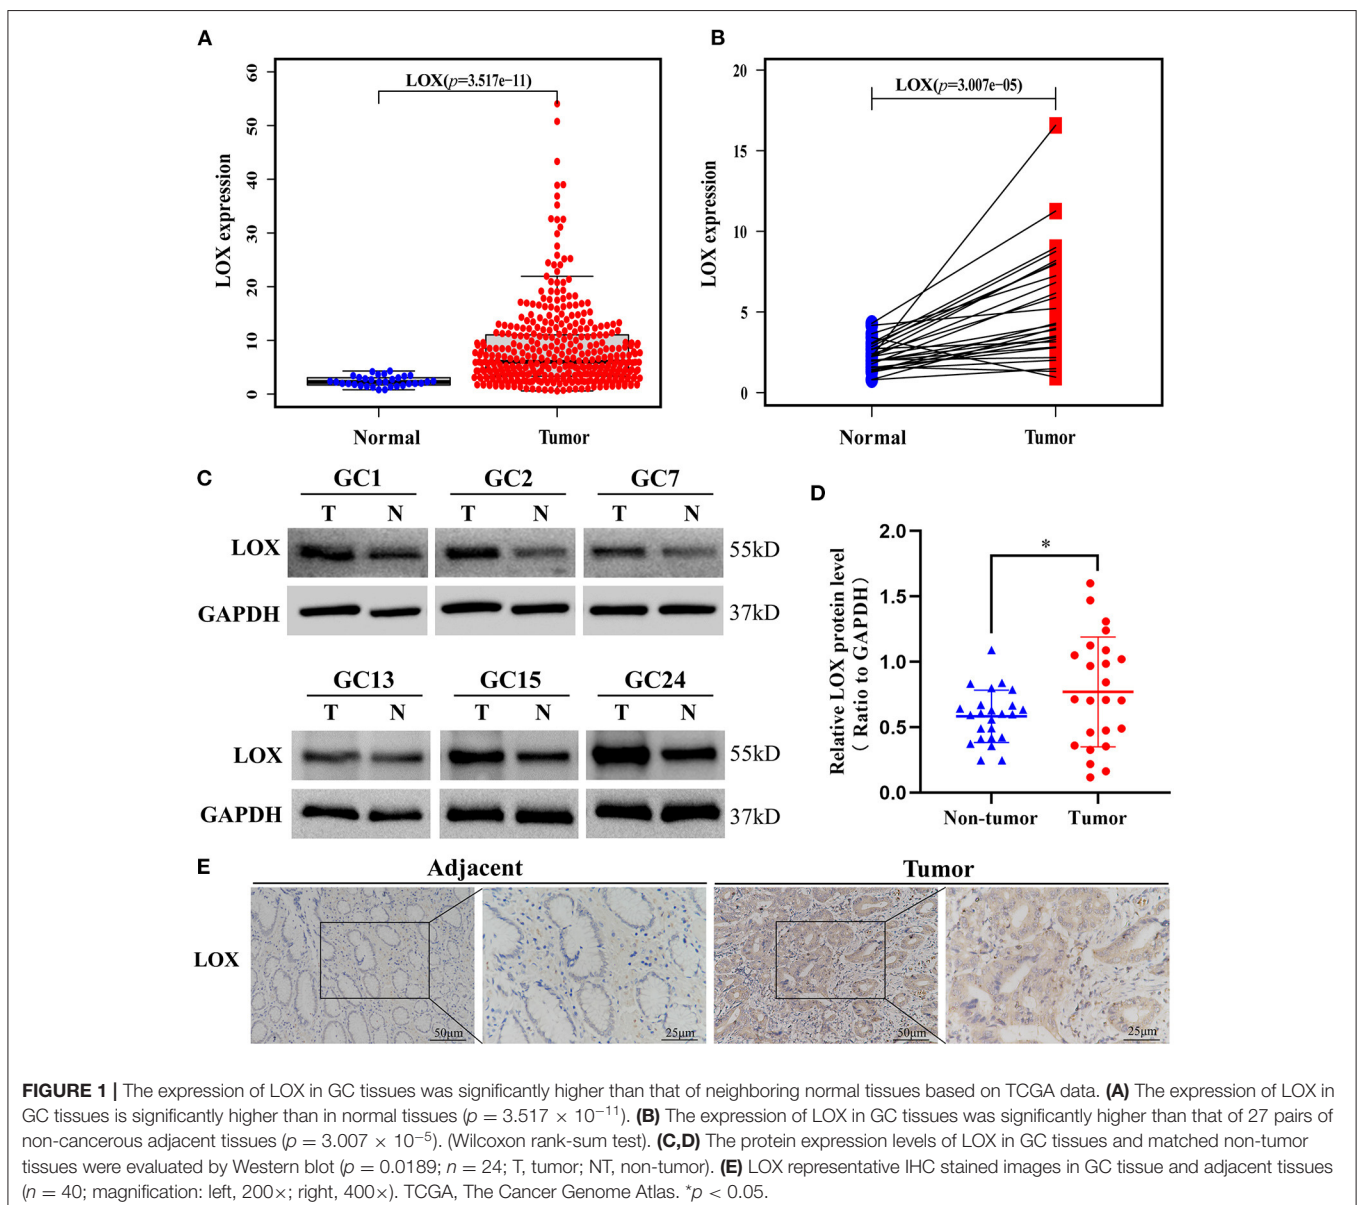 A
B
LOX(p=3.517e−11)
LOX expression
0
10
20
30
40
50
60
Normal
Tumor
LOX(p=3.007e−05)
LOX expression
20
15
10
5
0
Normal
Tumor
C
GC1
GC2
GC7
T N T N T N
LOX
55kD
GAPDH
37kD
GC13
GC15
GC24
T N T N T N
LOX
55kD
GAPDH
37kD
D
Relative LOX protein level
( Ratio to GAPDH)
2.0
1.5
1.0
0.5
0.0
*
Non-tumor
Tumor
E
Adjacent
Tumor
LOX
50μm
25μm
50μm
25μm
FIGURE 1 | The expression of LOX in GC tissues was significantly higher than that of neighboring normal tissues based on TCGA data. (A) The expression of LOX in
GC tissues is significantly higher than in normal tissues (p = 3.517 × 10⁻¹¹). (B) The expression of LOX in GC tissues was significantly higher than that of 27 pairs of
non-cancerous adjacent tissues (p = 3.007 × 10⁻⁵). (Wilcoxon rank-sum test). (C,D) The protein expression levels of LOX in GC tissues and matched non-tumor
tissues were evaluated by Western blot (p = 0.0189; n = 24; T, tumor; NT, non-tumor). (E) LOX representative IHC stained images in GC tissue and adjacent tissues
(n = 40; magnification: left, 200×; right, 400×). TCGA, The Cancer Genome Atlas. *p < 0.05.